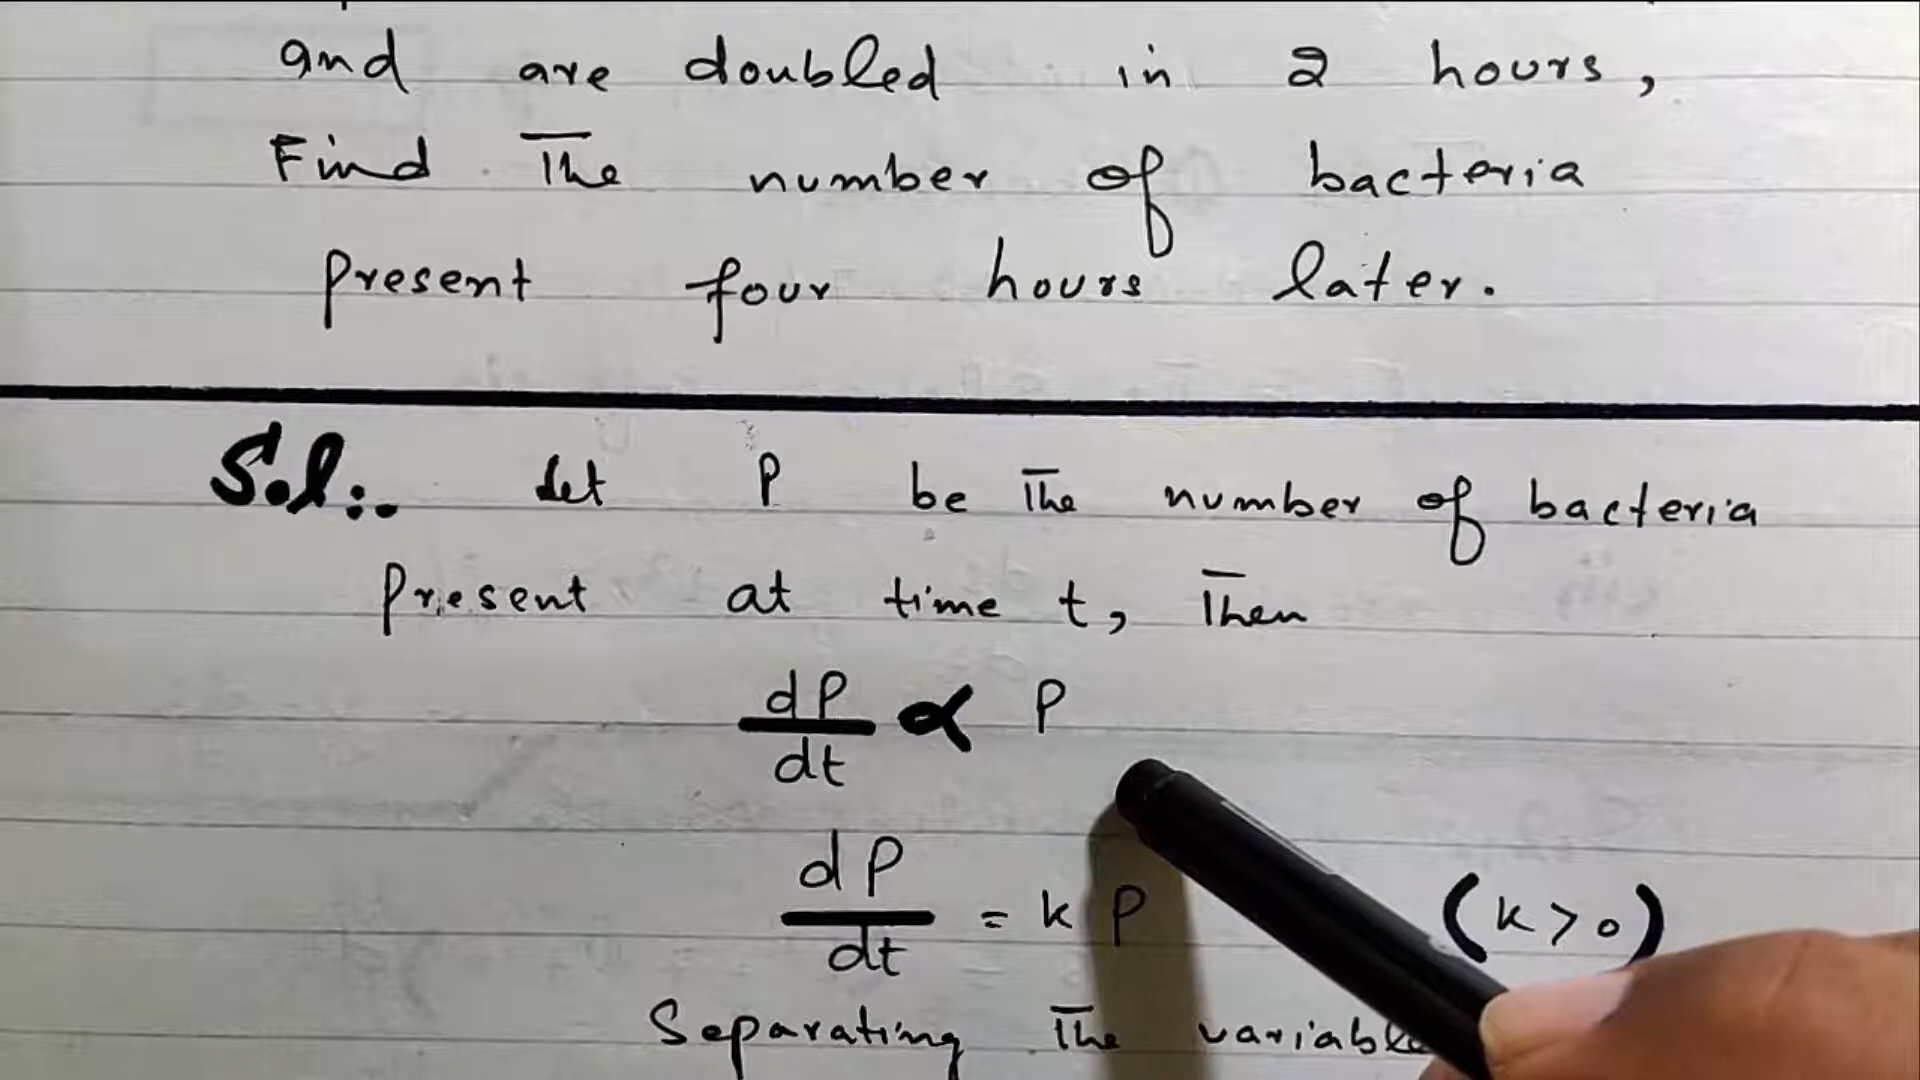 and are doubled in 2 hours,
Find The number of bacteria
present four hours later.
Sol:- Let P be The number of bacteria
Present at time t, Then
dP
dt
∝ P
dP
dt
= k P (k > 0)
Separating The variable